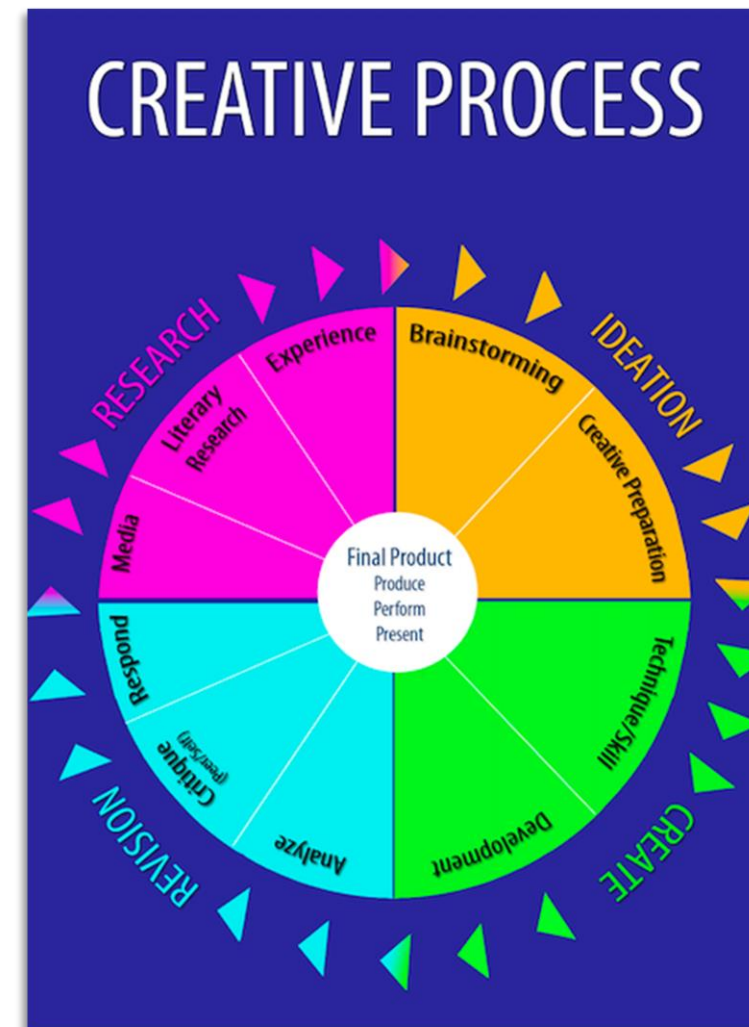 CREATIVE PROCESS
RESEARCH
IDEATION
Experience
Brainstorming
Literary
Research
Creative Preparation
Media
Final Product
Produce
Perform
Present
Respond
Technique/Skill
Critique
(Peer/Self)
Development
Analyze
REVISION
CREATE